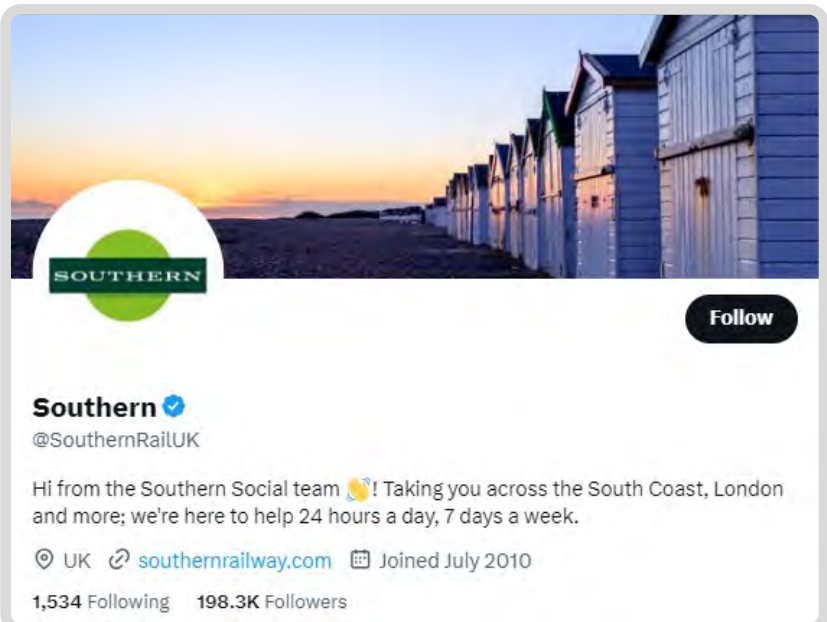 SOUTHERN
Follow
Southern
@SouthernRailUK
Hi from the Southern Social team 👋! Taking you across the South Coast, London
and more; we're here to help 24 hours a day, 7 days a week.
UK southernrailway.com Joined July 2010
1,534 Following 198.3K Followers